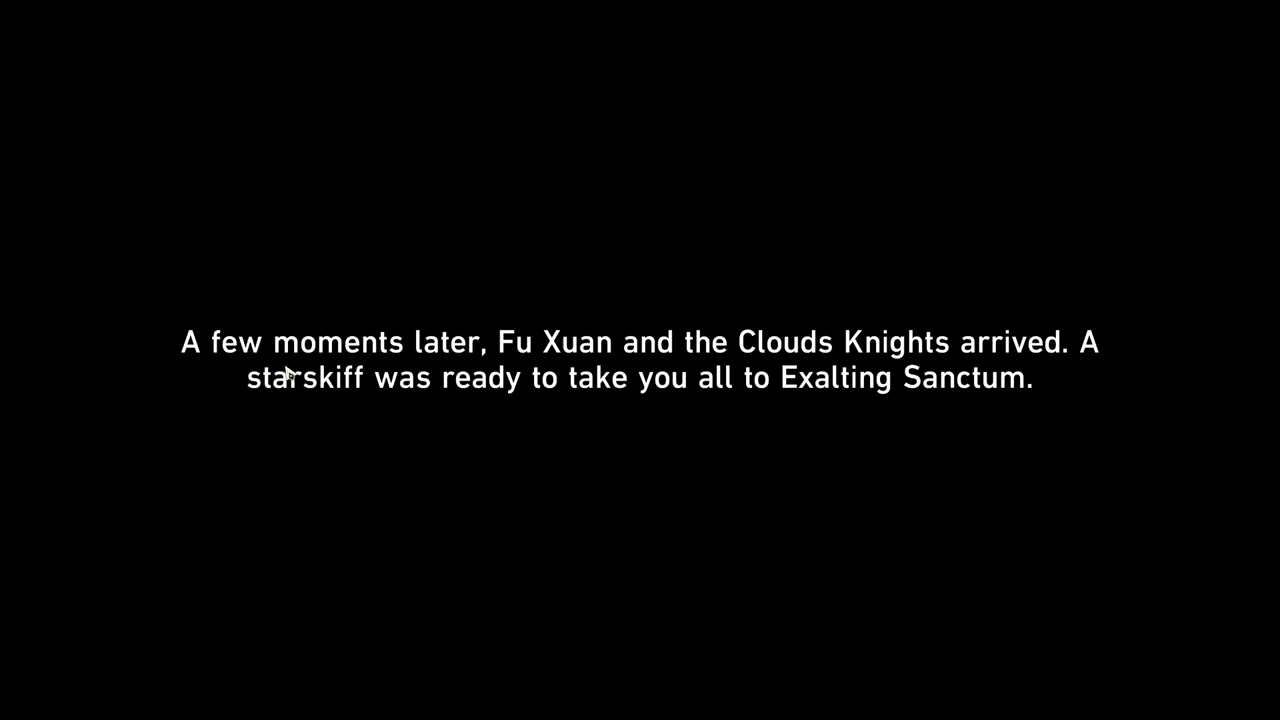 A few moments later, Fu Xuan and the Clouds Knights arrived. A
starskiff was ready to take you all to Exalting Sanctum.